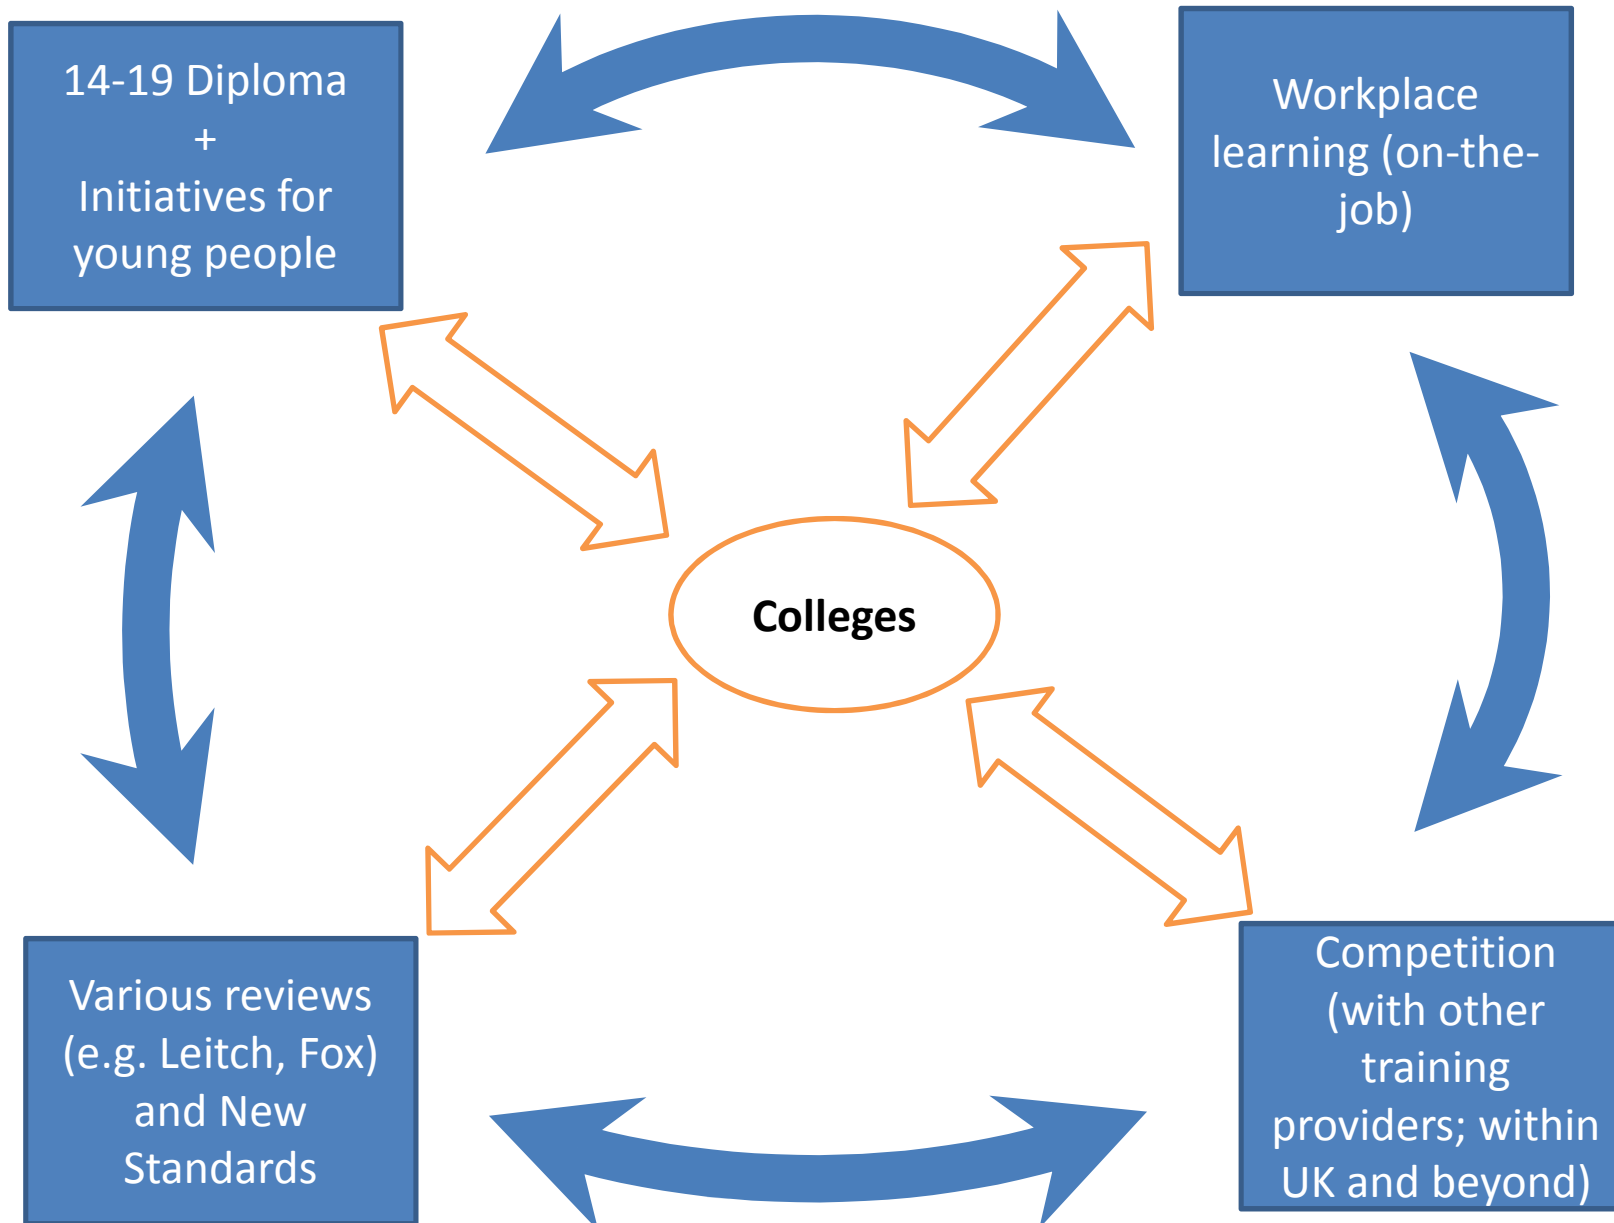 14-19 Diploma
+
Initiatives for
young people
Workplace
learning (on-the-
job)
Colleges
Various reviews
(e.g. Leitch, Fox)
and New
Standards
Competition
(with other
training
providers; within
UK and beyond)